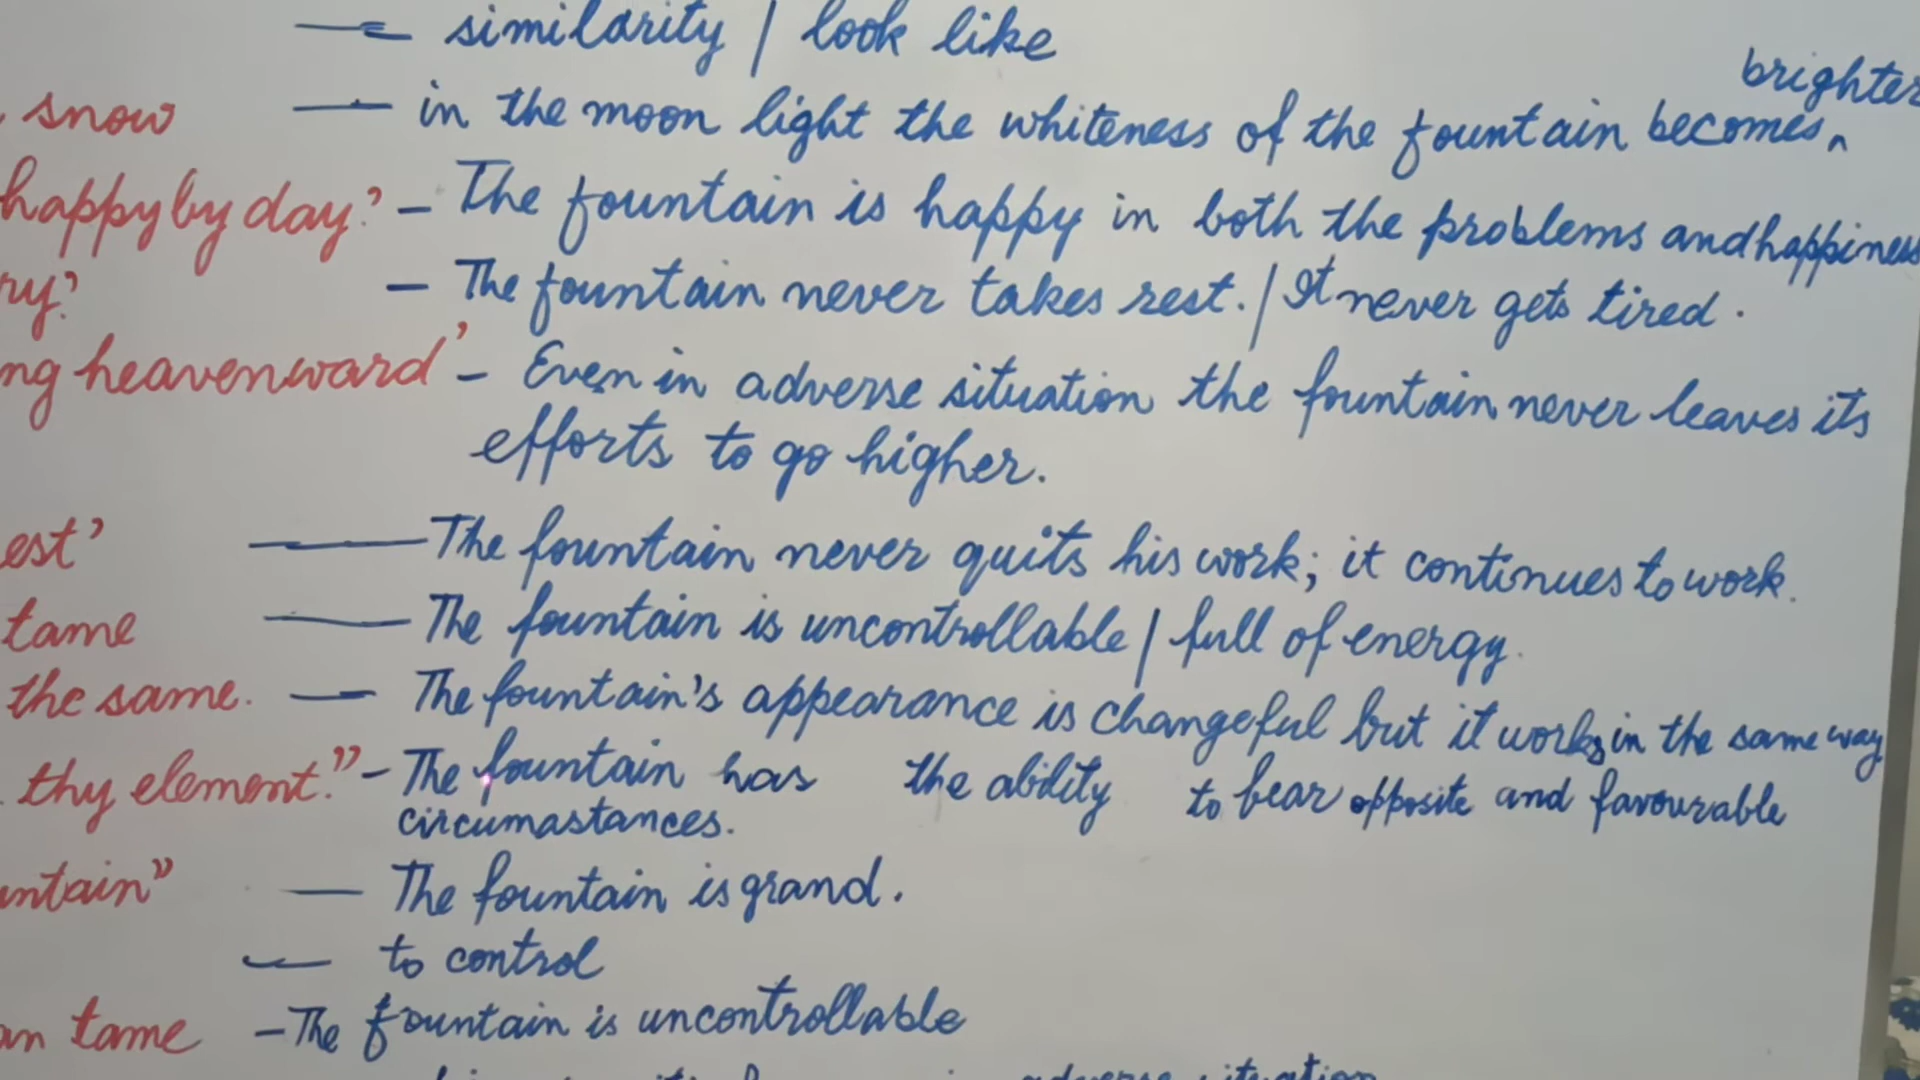 — similarity / look like
snow — in the moon light the whiteness of the fountain becomes brighter
happy by day? - The fountain is happy in both the problems and happiness
ry? - The fountain never takes rest. / It never gets tired.
ng heavenward' - Even in adverse situation the fountain never leaves its
efforts to go higher.
est' — The fountain never quits his work; it continues to work.
tame — The fountain is uncontrollable / full of energy.
the same. — The fountain's appearance is changeful but it works in the same way
thy element." - The fountain has the ability to bear opposite and favourable
circumastances.
untain" — The fountain is grand.
— to control
an tame - The fountain is uncontrollable
adverse situation